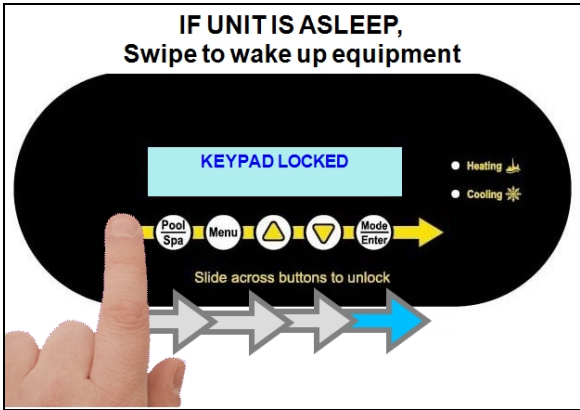 IF UNIT IS ASLEEP,
Swipe to wake up equipment
KEYPAD LOCKED
Heating
Cooling
Pool
Spa
Menu
Mode
Enter
Slide across buttons to unlock